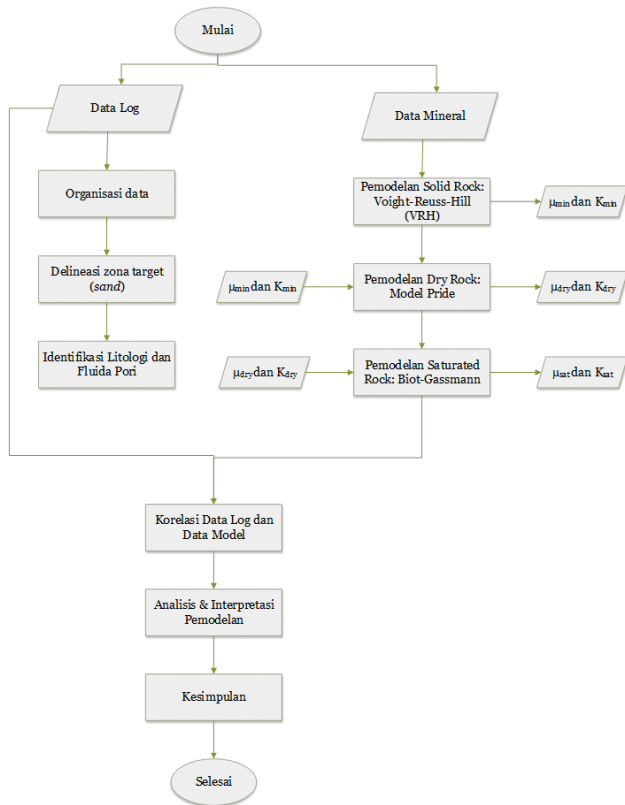 Mulai
Data Log
Data Mineral
Organisasi data
Pemodelan Solid Rock:
Voight-Reuss-Hill
(VRH)
μmin dan Kmin
Delineasi zona target
(sand)
μmin dan Kmin
Pemodelan Dry Rock:
Model Pride
μdry dan Kdry
Identifikasi Litologi dan
Fluida Pori
μdry dan Kdry
Pemodelan Saturated
Rock: Biot-Gassmann
μsat dan Ksat
Korelasi Data Log dan
Data Model
Analisis & Interpretasi
Pemodelan
Kesimpulan
Selesai